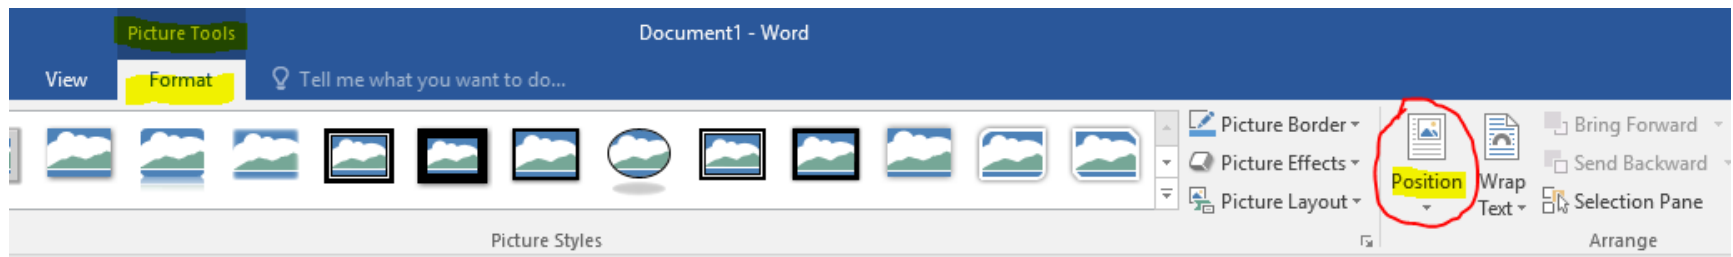 Picture Tools
Document1 - Word
View Format Tell me what you want to do...
Picture Border
Picture Effects
Picture Layout
Position
Wrap
Text
Bring Forward
Send Backward
Selection Pane
Picture Styles
Arrange